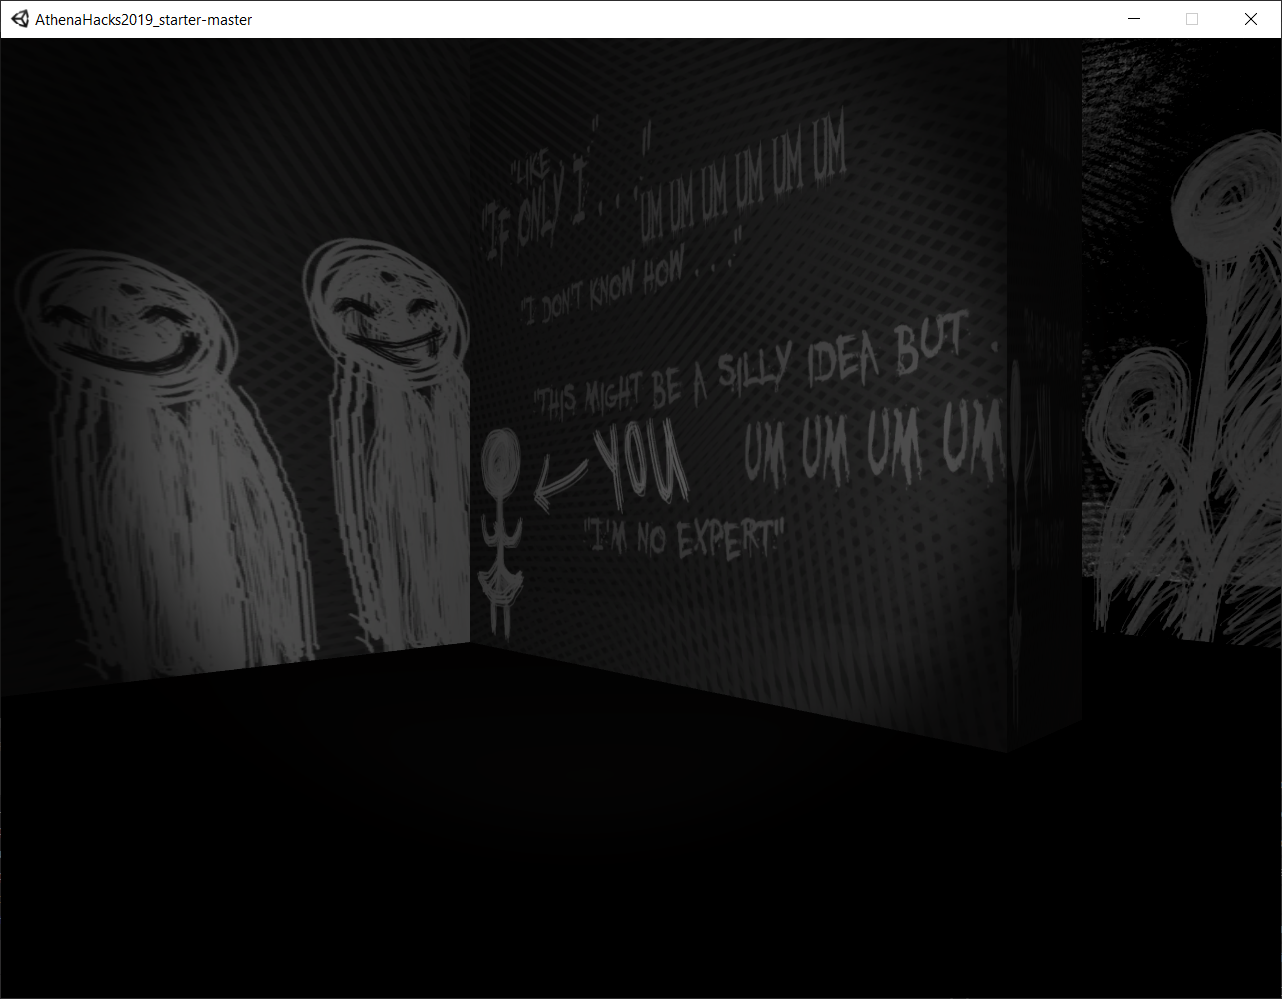 AthenaHacks2019_starter-master
"LIKE
"IF ONLY I . . ."
"UM UM UM UM UM UM
"I DON'T KNOW HOW . . ."
"THIS MIGHT BE A SILLY IDEA BUT .
YOU
UM UM UM UM
"I'M NO EXPERT"